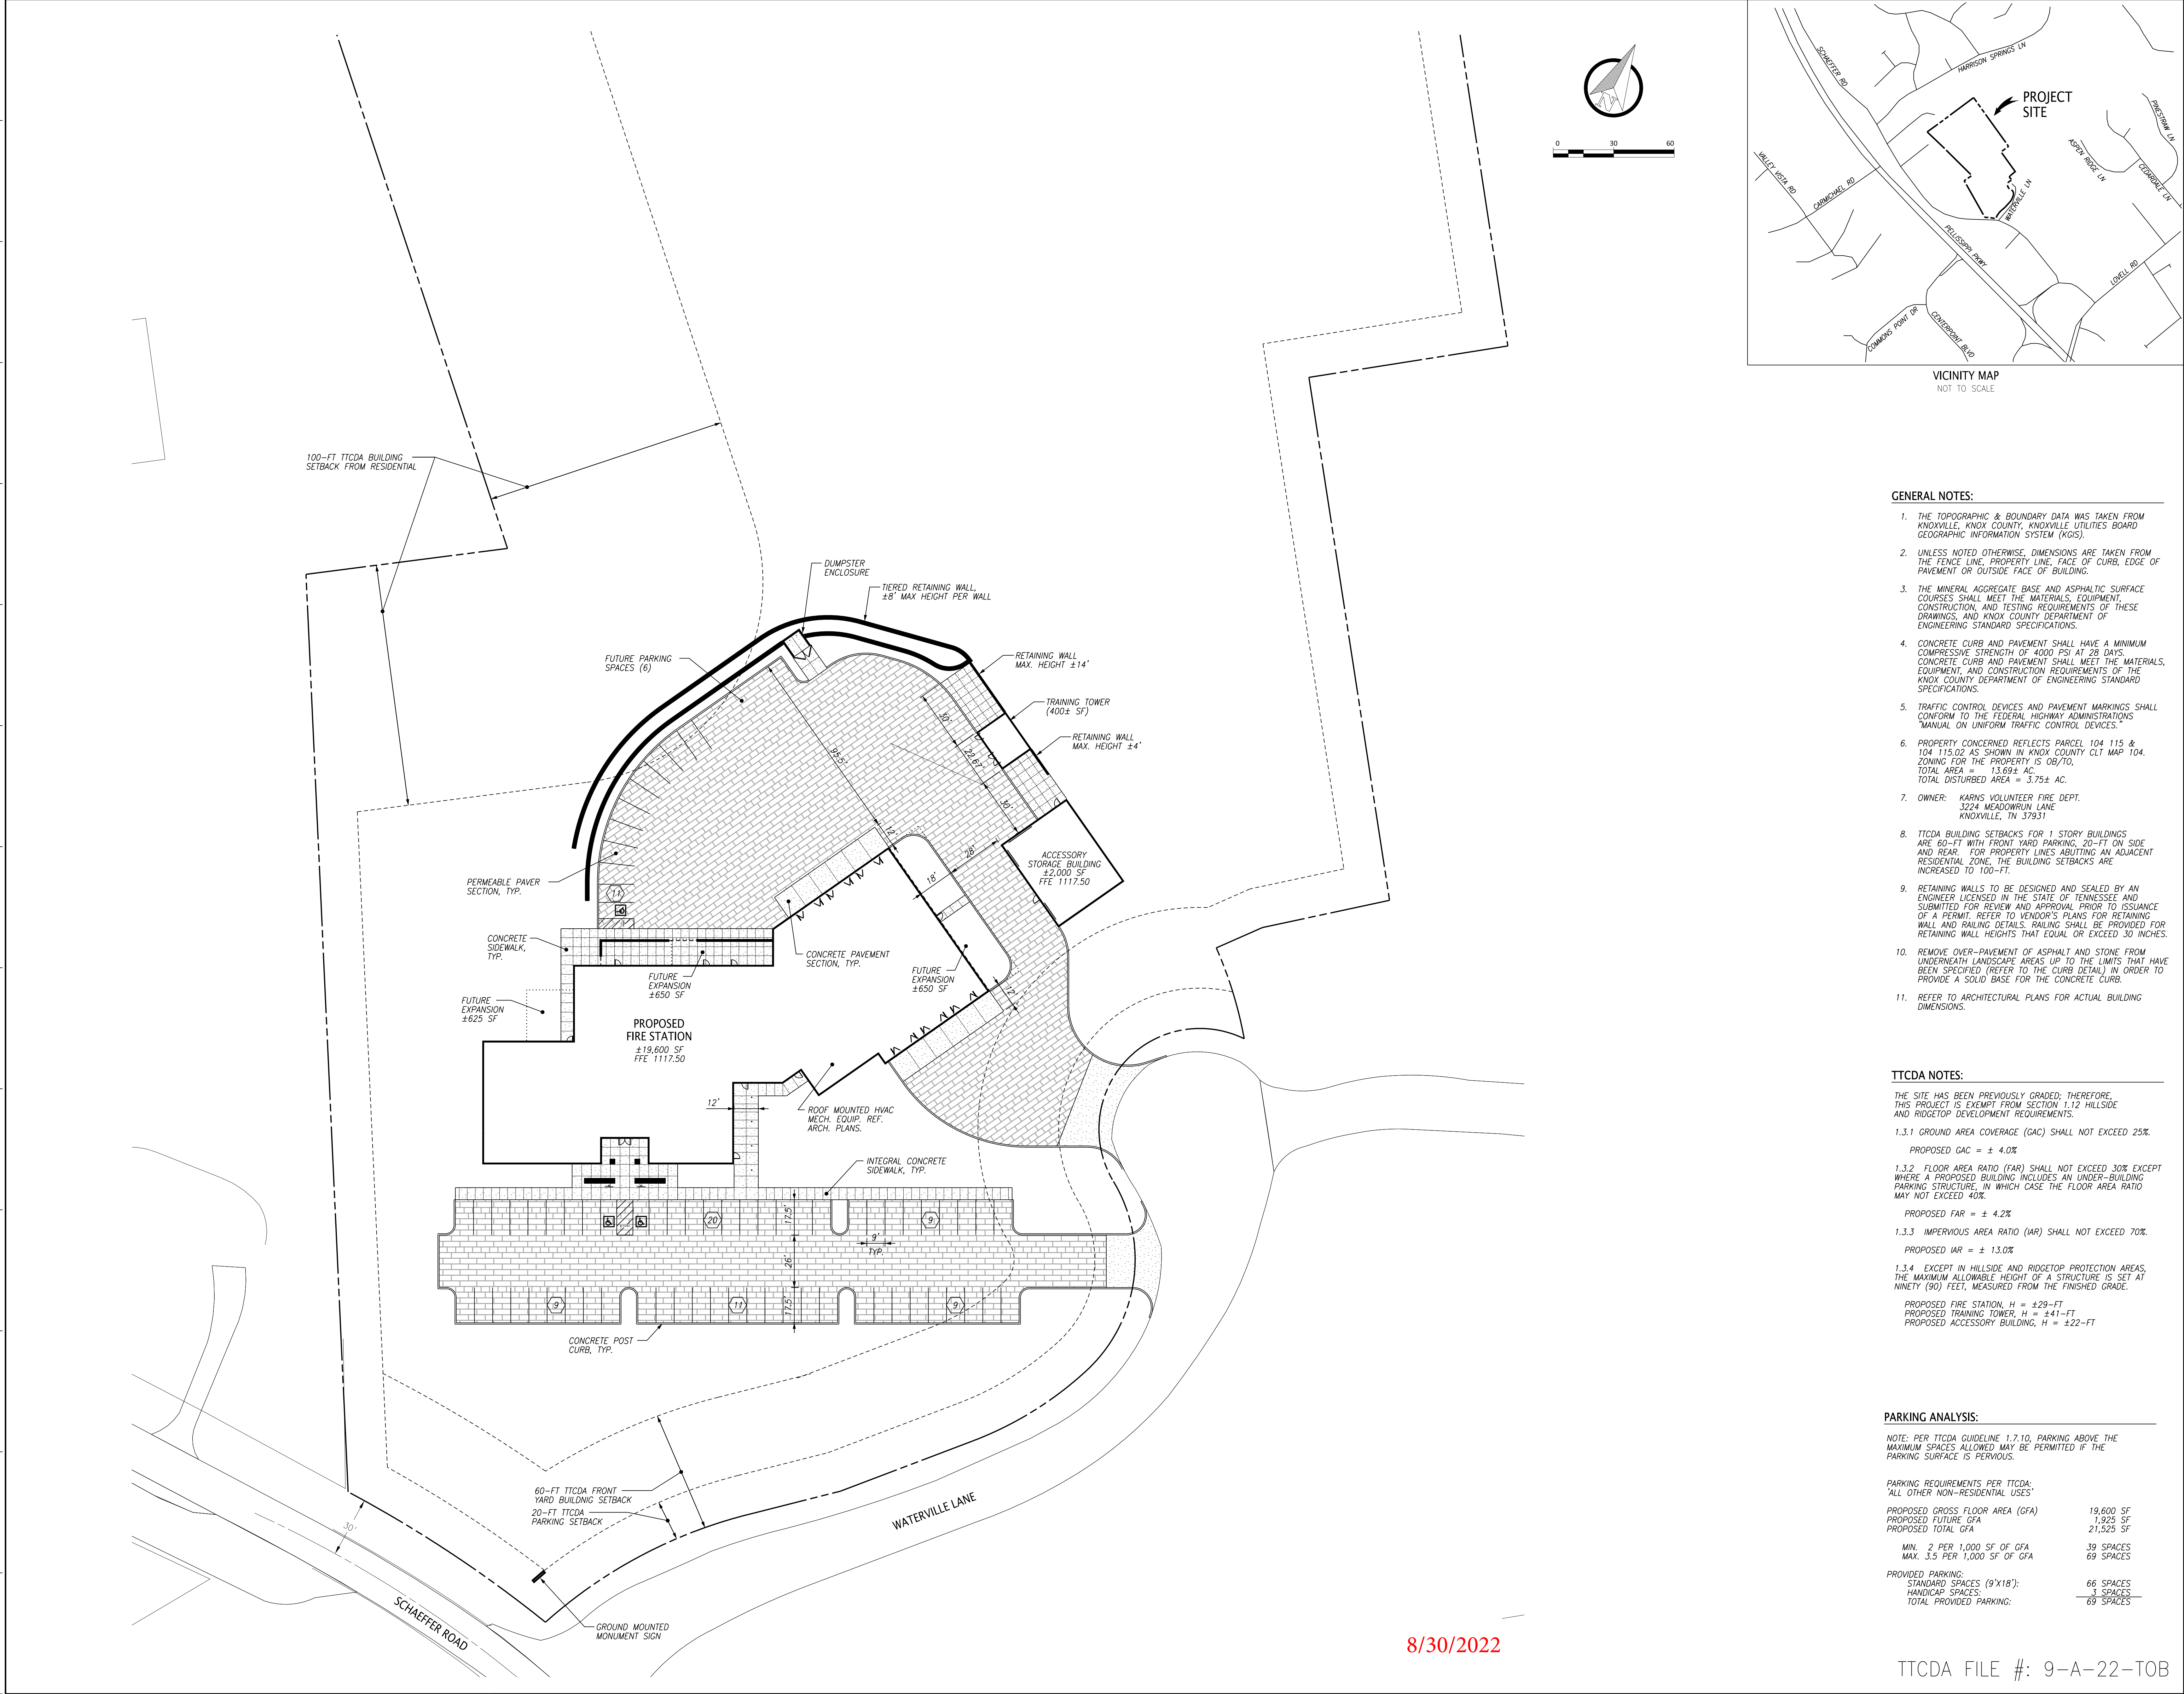 0 30 60
SCHAEFFER RD
HARRISON SPRINGS LN
PROJECT
SITE
PINESTRAW LN
ASPEN RIDGE LN
CEDARDALE LN
VALLEY VISTA RD
CARMICHAEL RD
WATERVILLE LN
PELLISSIPPI PKWY
LOVELL RD
COMMONS POINT DR
CENTERPOINT BLVD
VICINITY MAP
NOT TO SCALE
100-FT TTCDA BUILDING
SETBACK FROM RESIDENTIAL
DUMPSTER
ENCLOSURE
TIERED RETAINING WALL,
±8' MAX HEIGHT PER WALL
FUTURE PARKING
SPACES (6)
RETAINING WALL
MAX. HEIGHT ±14'
TRAINING TOWER
(400± SF)
RETAINING WALL
MAX. HEIGHT ±4'
30'
22.67'
30'
95.5'
12'
28'
18'
ACCESSORY
STORAGE BUILDING
±2,000 SF
FFE 1117.50
PERMEABLE PAVER
SECTION, TYP.
11
CONCRETE
SIDEWALK,
TYP.
CONCRETE PAVEMENT
SECTION, TYP.
FUTURE
EXPANSION
±650 SF
FUTURE
EXPANSION
±650 SF
12'
FUTURE
EXPANSION
±625 SF
PROPOSED
FIRE STATION
±19,600 SF
FFE 1117.50
12'
ROOF MOUNTED HVAC
MECH. EQUIP. REF.
ARCH. PLANS.
INTEGRAL CONCRETE
SIDEWALK, TYP.
20
17.5'
9
9'
TYP.
26'
9
11
17.5'
9
CONCRETE POST
CURB, TYP.
60-FT TTCDA FRONT
YARD BUILDNIG SETBACK
20-FT TTCDA
PARKING SETBACK
WATERVILLE LANE
30'
SCHAEFFER ROAD
GROUND MOUNTED
MONUMENT SIGN
8/30/2022
GENERAL NOTES:
1. THE TOPOGRAPHIC & BOUNDARY DATA WAS TAKEN FROM
KNOXVILLE, KNOX COUNTY, KNOXVILLE UTILITIES BOARD
GEOGRAPHIC INFORMATION SYSTEM (KGIS).
2. UNLESS NOTED OTHERWISE, DIMENSIONS ARE TAKEN FROM
THE FENCE LINE, PROPERTY LINE, FACE OF CURB, EDGE OF
PAVEMENT OR OUTSIDE FACE OF BUILDING.
3. THE MINERAL AGGREGATE BASE AND ASPHALTIC SURFACE
COURSES SHALL MEET THE MATERIALS, EQUIPMENT,
CONSTRUCTION, AND TESTING REQUIREMENTS OF THESE
DRAWINGS, AND KNOX COUNTY DEPARTMENT OF
ENGINEERING STANDARD SPECIFICATIONS.
4. CONCRETE CURB AND PAVEMENT SHALL HAVE A MINIMUM
COMPRESSIVE STRENGTH OF 4000 PSI AT 28 DAYS.
CONCRETE CURB AND PAVEMENT SHALL MEET THE MATERIALS,
EQUIPMENT, AND CONSTRUCTION REQUIREMENTS OF THE
KNOX COUNTY DEPARTMENT OF ENGINEERING STANDARD
SPECIFICATIONS.
5. TRAFFIC CONTROL DEVICES AND PAVEMENT MARKINGS SHALL
CONFORM TO THE FEDERAL HIGHWAY ADMINISTRATIONS
"MANUAL ON UNIFORM TRAFFIC CONTROL DEVICES."
6. PROPERTY CONCERNED REFLECTS PARCEL 104 115 &
104 115.02 AS SHOWN IN KNOX COUNTY CLT MAP 104.
ZONING FOR THE PROPERTY IS OB/TO,
TOTAL AREA = 13.69± AC.
TOTAL DISTURBED AREA = 3.75± AC.
7. OWNER: KARNS VOLUNTEER FIRE DEPT.
3224 MEADOWRUN LANE
KNOXVILLE, TN 37931
8. TTCDA BUILDING SETBACKS FOR 1 STORY BUILDINGS
ARE 60-FT WITH FRONT YARD PARKING, 20-FT ON SIDE
AND REAR. FOR PROPERTY LINES ABUTTING AN ADJACENT
RESIDENTIAL ZONE, THE BUILDING SETBACKS ARE
INCREASED TO 100-FT.
9. RETAINING WALLS TO BE DESIGNED AND SEALED BY AN
ENGINEER LICENSED IN THE STATE OF TENNESSEE AND
SUBMITTED FOR REVIEW AND APPROVAL PRIOR TO ISSUANCE
OF A PERMIT. REFER TO VENDOR'S PLANS FOR RETAINING
WALL AND RAILING DETAILS. RAILING SHALL BE PROVIDED FOR
RETAINING WALL HEIGHTS THAT EQUAL OR EXCEED 30 INCHES.
10. REMOVE OVER-PAVEMENT OF ASPHALT AND STONE FROM
UNDERNEATH LANDSCAPE AREAS UP TO THE LIMITS THAT HAVE
BEEN SPECIFIED (REFER TO THE CURB DETAIL) IN ORDER TO
PROVIDE A SOLID BASE FOR THE CONCRETE CURB.
11. REFER TO ARCHITECTURAL PLANS FOR ACTUAL BUILDING
DIMENSIONS.
TTCDA NOTES:
THE SITE HAS BEEN PREVIOUSLY GRADED; THEREFORE,
THIS PROJECT IS EXEMPT FROM SECTION 1.12 HILLSIDE
AND RIDGETOP DEVELOPMENT REQUIREMENTS.
1.3.1 GROUND AREA COVERAGE (GAC) SHALL NOT EXCEED 25%.
PROPOSED GAC = ± 4.0%
1.3.2 FLOOR AREA RATIO (FAR) SHALL NOT EXCEED 30% EXCEPT
WHERE A PROPOSED BUILDING INCLUDES AN UNDER-BUILDING
PARKING STRUCTURE, IN WHICH CASE THE FLOOR AREA RATIO
MAY NOT EXCEED 40%.
PROPOSED FAR = ± 4.2%
1.3.3 IMPERVIOUS AREA RATIO (IAR) SHALL NOT EXCEED 70%.
PROPOSED IAR = ± 13.0%
1.3.4 EXCEPT IN HILLSIDE AND RIDGETOP PROTECTION AREAS,
THE MAXIMUM ALLOWABLE HEIGHT OF A STRUCTURE IS SET AT
NINETY (90) FEET, MEASURED FROM THE FINISHED GRADE.
PROPOSED FIRE STATION, H = ±29-FT
PROPOSED TRAINING TOWER, H = ±41-FT
PROPOSED ACCESSORY BUILDING, H = ±22-FT
PARKING ANALYSIS:
NOTE: PER TTCDA GUIDELINE 1.7.10, PARKING ABOVE THE
MAXIMUM SPACES ALLOWED MAY BE PERMITTED IF THE
PARKING SURFACE IS PERVIOUS.
PARKING REQUIREMENTS PER TTCDA:
'ALL OTHER NON-RESIDENTIAL USES'
PROPOSED GROSS FLOOR AREA (GFA) 19,600 SF
PROPOSED FUTURE GFA 1,925 SF
PROPOSED TOTAL GFA 21,525 SF
MIN. 2 PER 1,000 SF OF GFA 39 SPACES
MAX. 3.5 PER 1,000 SF OF GFA 69 SPACES
PROVIDED PARKING:
STANDARD SPACES (9'X18'): 66 SPACES
HANDICAP SPACES: 3 SPACES
TOTAL PROVIDED PARKING: 69 SPACES
TTCDA FILE #: 9-A-22-TOB